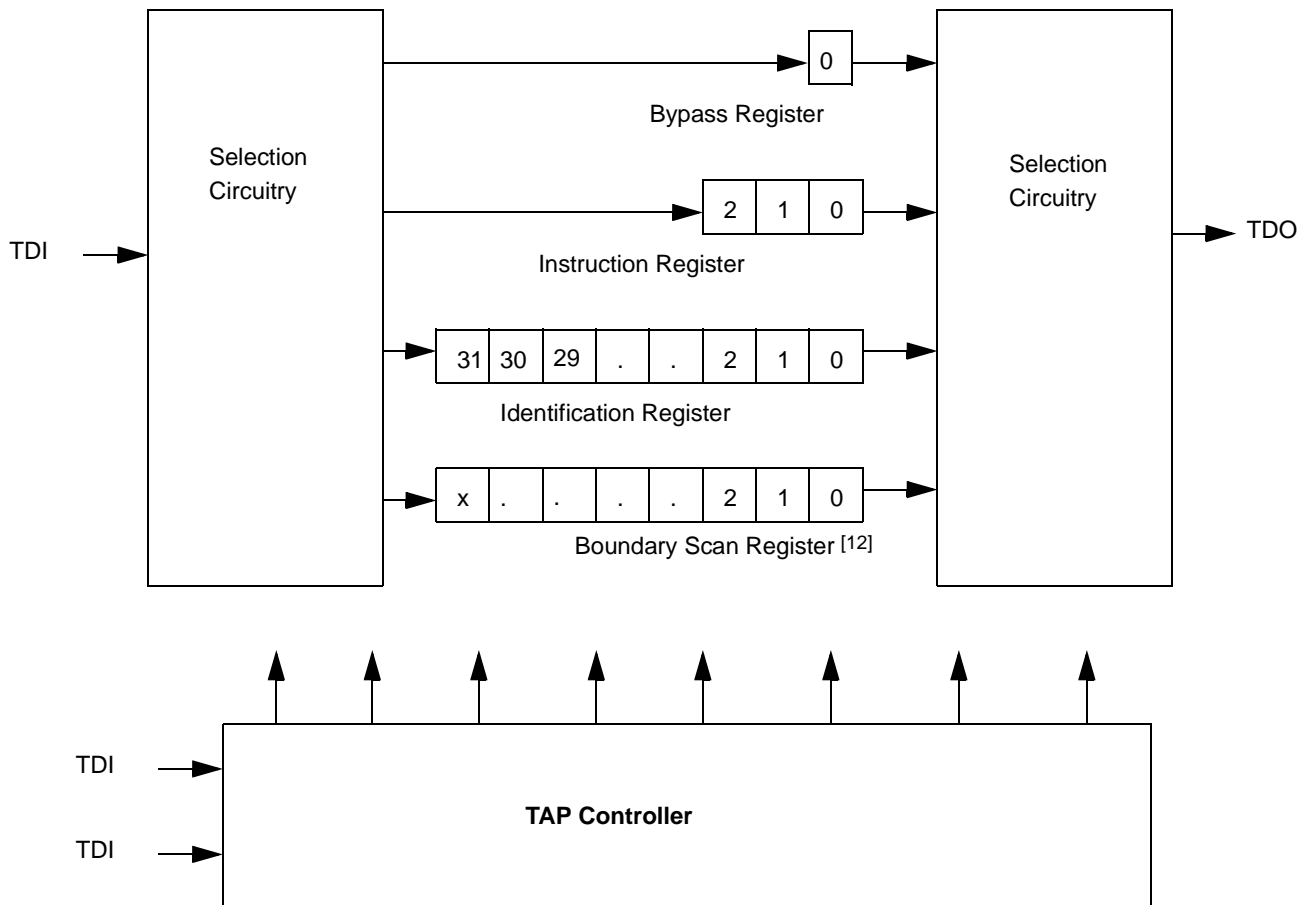 0
Bypass Register
Selection
Circuitry
Selection
Circuitry
2 1 0
TDI
TDO
Instruction Register
31 30 29 . . 2 1 0
Identification Register
x . . . . 2 1 0
Boundary Scan Register [12]
TDI
TAP Controller
TDI